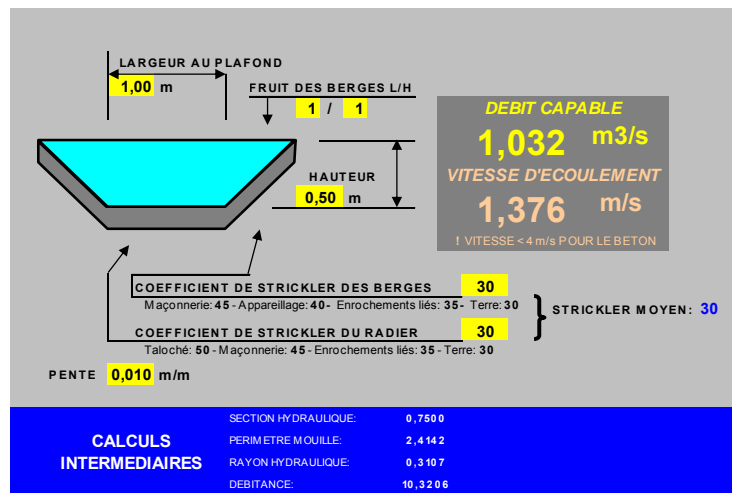 LARGEUR AU PLAFOND
1,00 m
FRUIT DES BERGES L/H
1 / 1
DEBIT CAPABLE
1,032 m3/s
VITESSE D'ECOULEMENT
1,376 m/s
! VITESSE < 4 m/s POUR LE BETON
HAUTEUR
0,50 m
COEFFICIENT DE STRICKLER DES BERGES 30
Maçonnerie: 45 - Appareillage: 40- Enrochements liés: 35- Terre: 30
STRICKLER MOYEN: 30
COEFFICIENT DE STRICKLER DU RADIER 30
Taloché: 50 - Maçonnerie: 45 - Enrochements liés: 35 - Terre: 30
PENTE 0,010 m/m
CALCULS INTERMEDIAIRES
SECTION HYDRAULIQUE: 0,7500
PERIMETRE MOUILLE: 2,4142
RAYON HYDRAULIQUE: 0,3107
DEBITANCE: 10,3206